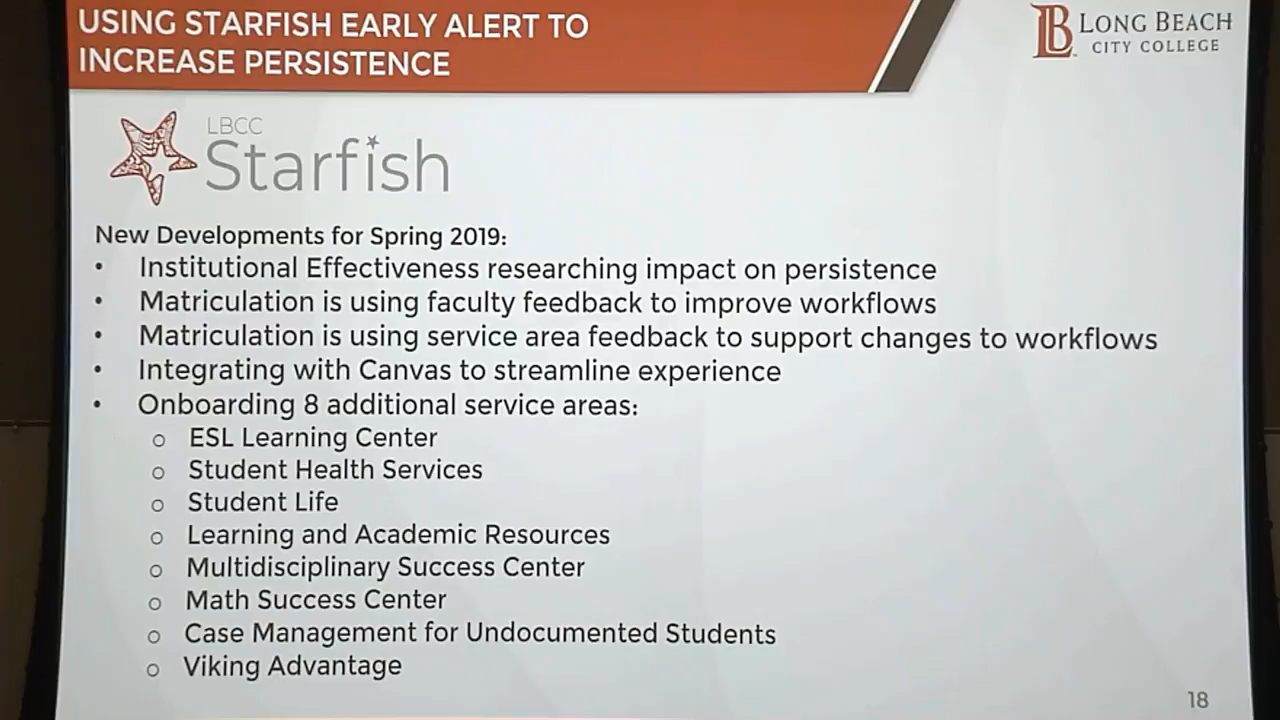 USING STARFISH EARLY ALERT TO
INCREASE PERSISTENCE
LB LONG BEACH
CITY COLLEGE
LBCC
Starfish
New Developments for Spring 2019:
• Institutional Effectiveness researching impact on persistence
• Matriculation is using faculty feedback to improve workflows
• Matriculation is using service area feedback to support changes to workflows
• Integrating with Canvas to streamline experience
• Onboarding 8 additional service areas:
o ESL Learning Center
o Student Health Services
o Student Life
o Learning and Academic Resources
o Multidisciplinary Success Center
o Math Success Center
o Case Management for Undocumented Students
o Viking Advantage
18